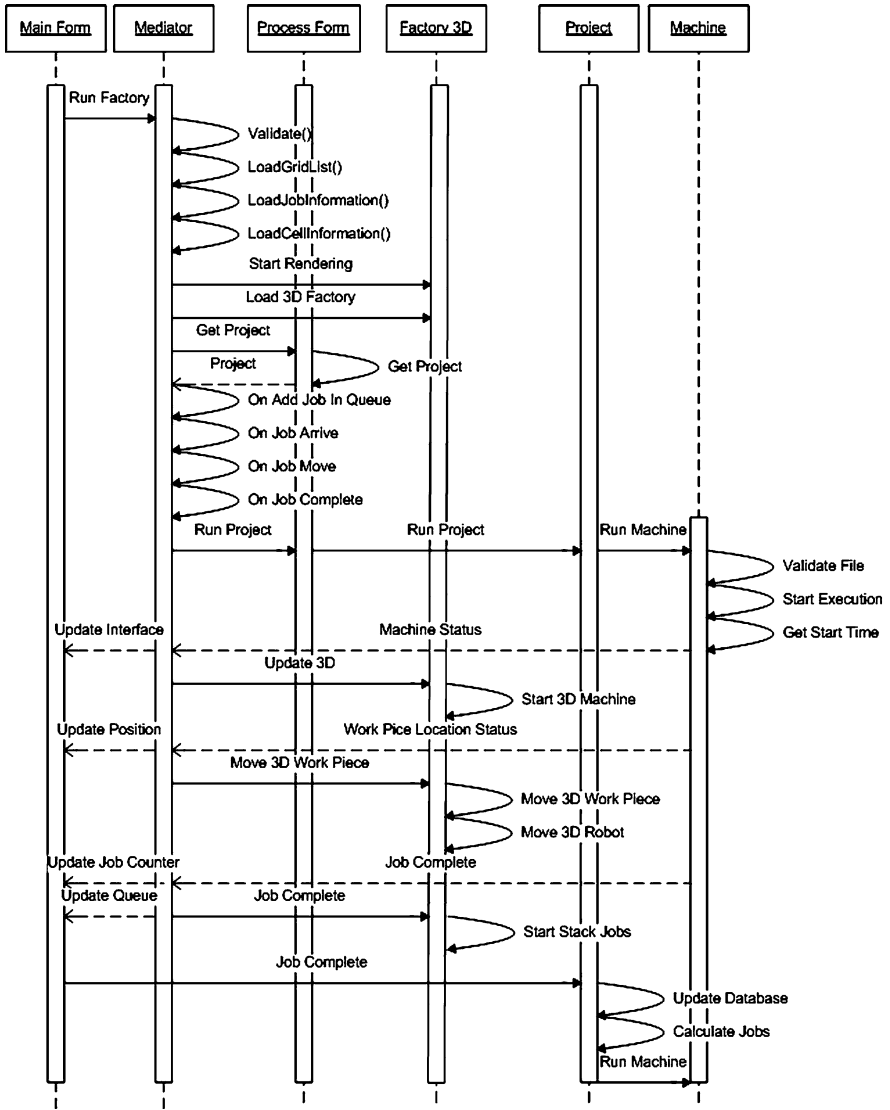 Main Form
Mediator
Process Form
Factory 3D
Project
Machine
Run Factory
Validate()
LoadGridList()
LoadJobInformation()
LoadCellInformation()
Start Rendering
Load 3D Factory
Get Project
Project
Get Project
On Add Job In Queue
On Job Arrive
On Job Move
On Job Complete
Run Project
Run Project
Run Machine
Validate File
Start Execution
Update Interface
Machine Status
Get Start Time
Update 3D
Start 3D Machine
Update Position
Work Pice Location Status
Move 3D Work Piece
Move 3D Work Piece
Move 3D Robot
Update Job Counter
Job Complete
Update Queue
Job Complete
Start Stack Jobs
Job Complete
Update Database
Calculate Jobs
Run Machine